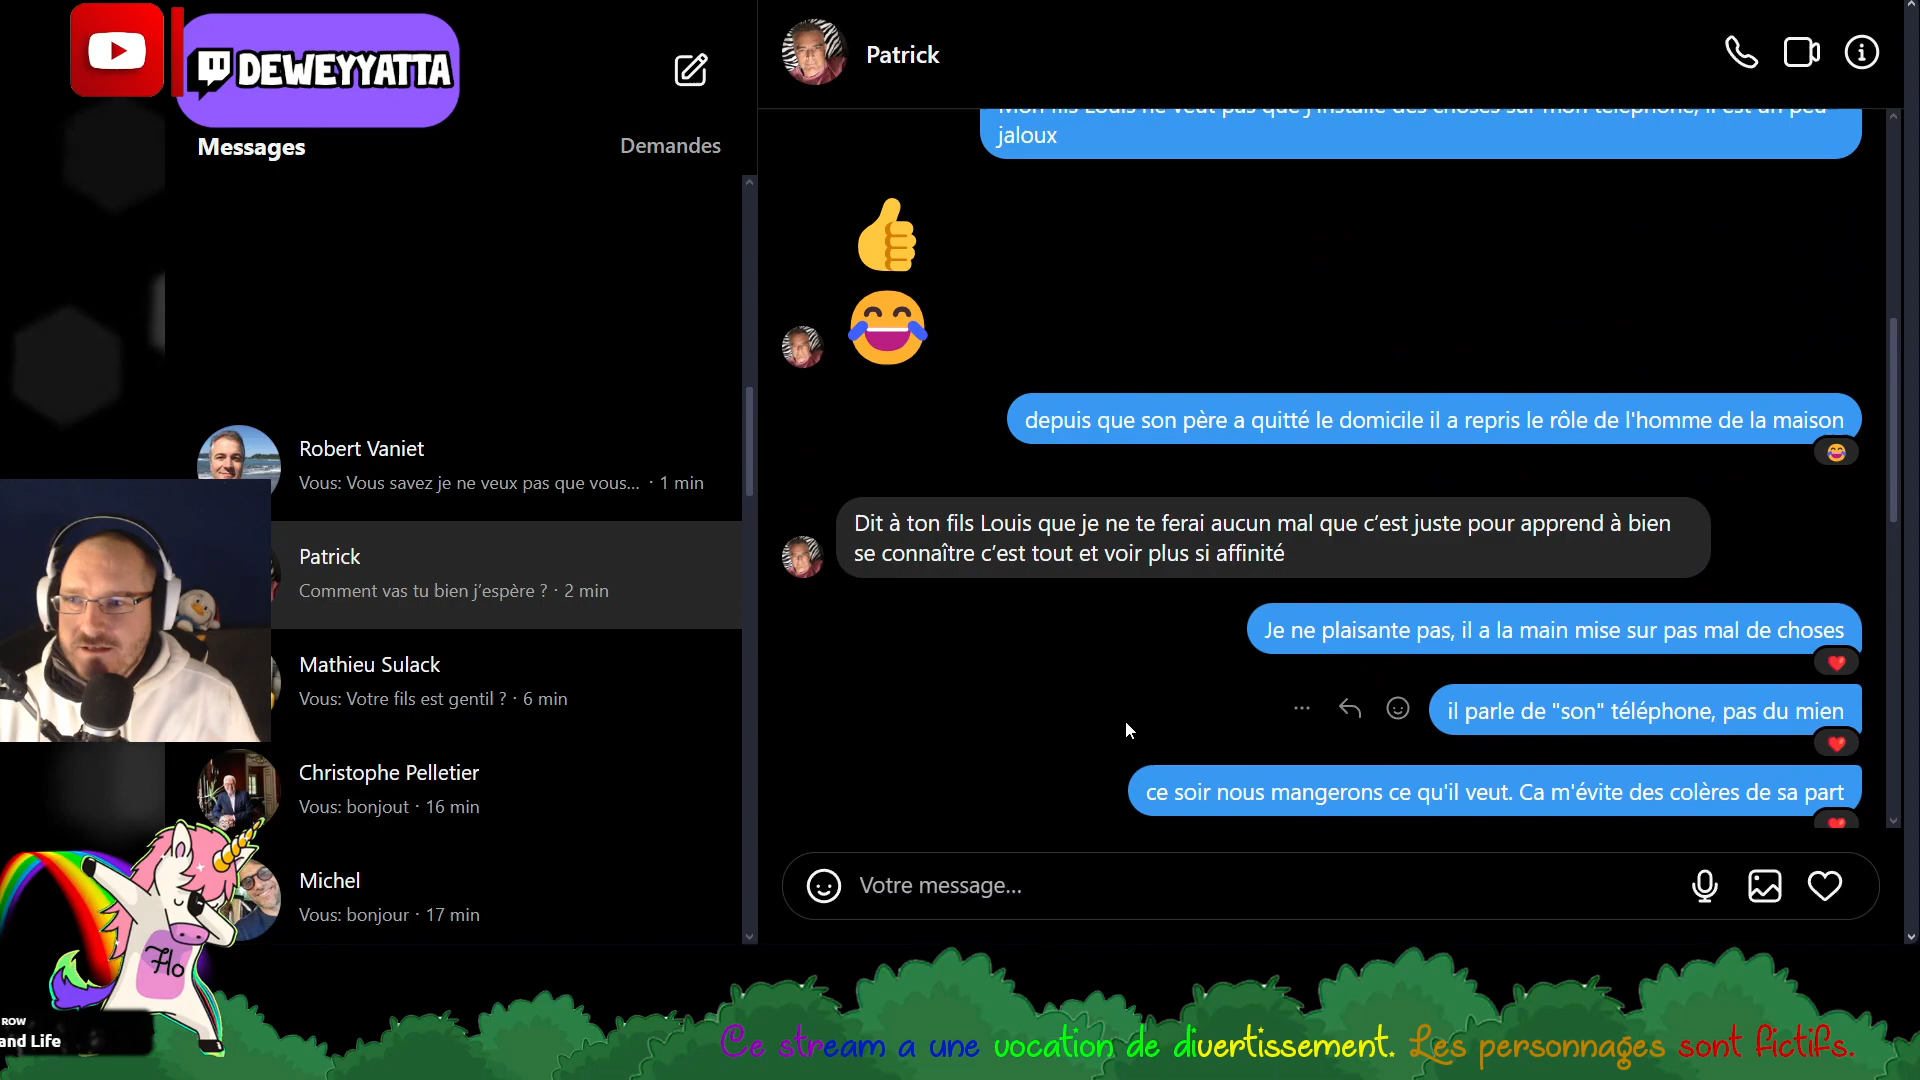 DEWEYYATTA
Messages
Demandes
Robert Vaniet
Vous: Vous savez je ne veux pas que vous... · 1 min
Patrick
Comment vas tu bien j’espère ? · 2 min
Mathieu Sulack
Vous: Votre fils est gentil ? · 6 min
Christophe Pelletier
Vous: bonjout · 16 min
Michel
Vous: bonjour · 17 min
Patrick
Mon fils Louis ne veut pas que j'installe des choses sur mon téléphone, il est un peu
jaloux
depuis que son père a quitté le domicile il a repris le rôle de l'homme de la maison
Dit à ton fils Louis que je ne te ferai aucun mal que c’est juste pour apprend à bien
se connaître c’est tout et voir plus si affinité
Je ne plaisante pas, il a la main mise sur pas mal de choses
il parle de "son" téléphone, pas du mien
ce soir nous mangerons ce qu'il veut. Ca m'évite des colères de sa part
Votre message...
Flo
ROW
and Life
Ce stream a une vocation de divertissement. Les personnages sont fictifs.